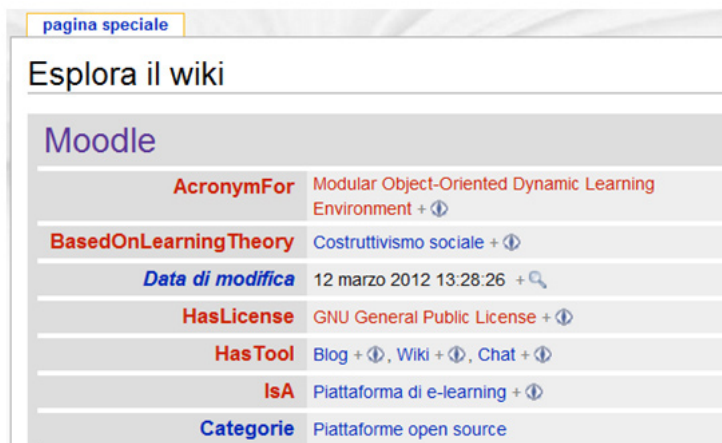 pagina speciale
Esplora il wiki
Moodle
AcronymFor Modular Object-Oriented Dynamic Learning
Environment +
BasedOnLearningTheory Costruttivismo sociale +
Data di modifica 12 marzo 2012 13:28:26 +
HasLicense GNU General Public License +
HasTool Blog + , Wiki + , Chat +
IsA Piattaforma di e-learning +
Categorie Piattaforme open source